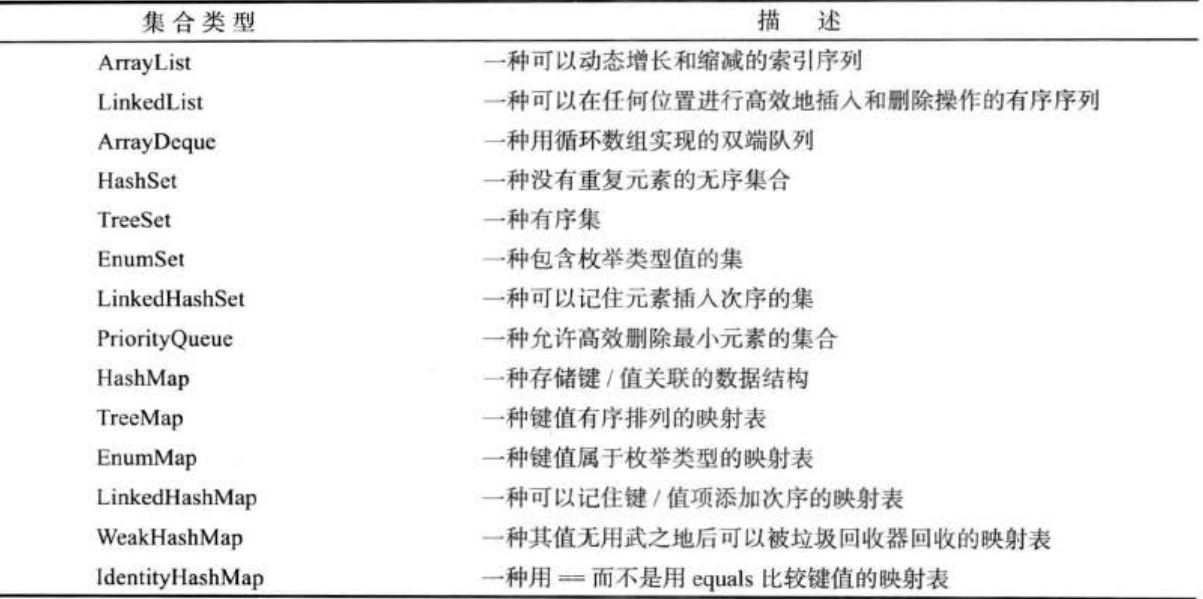 集合类型 描 述
ArrayList 一种可以动态增长和缩减的索引序列
LinkedList 一种可以在任何位置进行高效地插入和删除操作的有序序列
ArrayDeque 一种用循环数组实现的双端队列
HashSet 一种没有重复元素的无序集合
TreeSet 一种有序集
EnumSet 一种包含枚举类型值的集
LinkedHashSet 一种可以记住元素插入次序的集
PriorityQueue 一种允许高效删除最小元素的集合
HashMap 一种存储键 / 值关联的数据结构
TreeMap 一种键值有序排列的映射表
EnumMap 一种键值属于枚举类型的映射表
LinkedHashMap 一种可以记住键 / 值项添加次序的映射表
WeakHashMap 一种其值无用武之地后可以被垃圾回收器回收的映射表
IdentityHashMap 一种用 == 而不是用 equals 比较键值的映射表